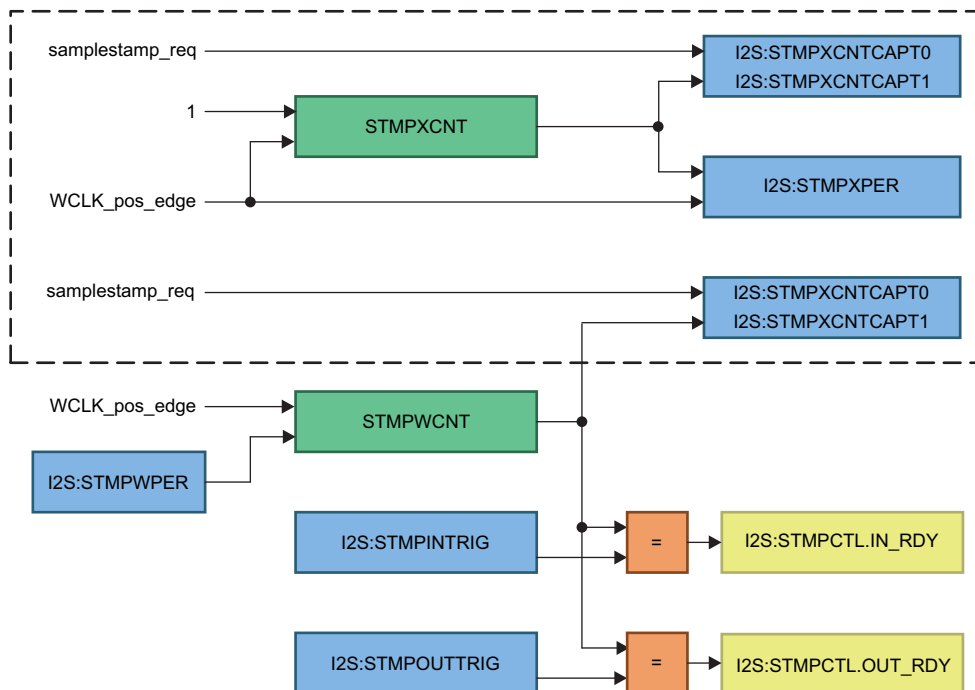 samplestamp_req
I2S:STMPXCNTCAPT0
I2S:STMPXCNTCAPT1
1
STMPXCNT
I2S:STMPXPER
WCLK_pos_edge
samplestamp_req
I2S:STMPXCNTCAPT0
I2S:STMPXCNTCAPT1
WCLK_pos_edge
STMPWCNT
I2S:STMPWPER
I2S:STMPINTRIG
=
I2S:STMPCTL.IN_RDY
I2S:STMPOUTTRIG
=
I2S:STMPCTL.OUT_RDY